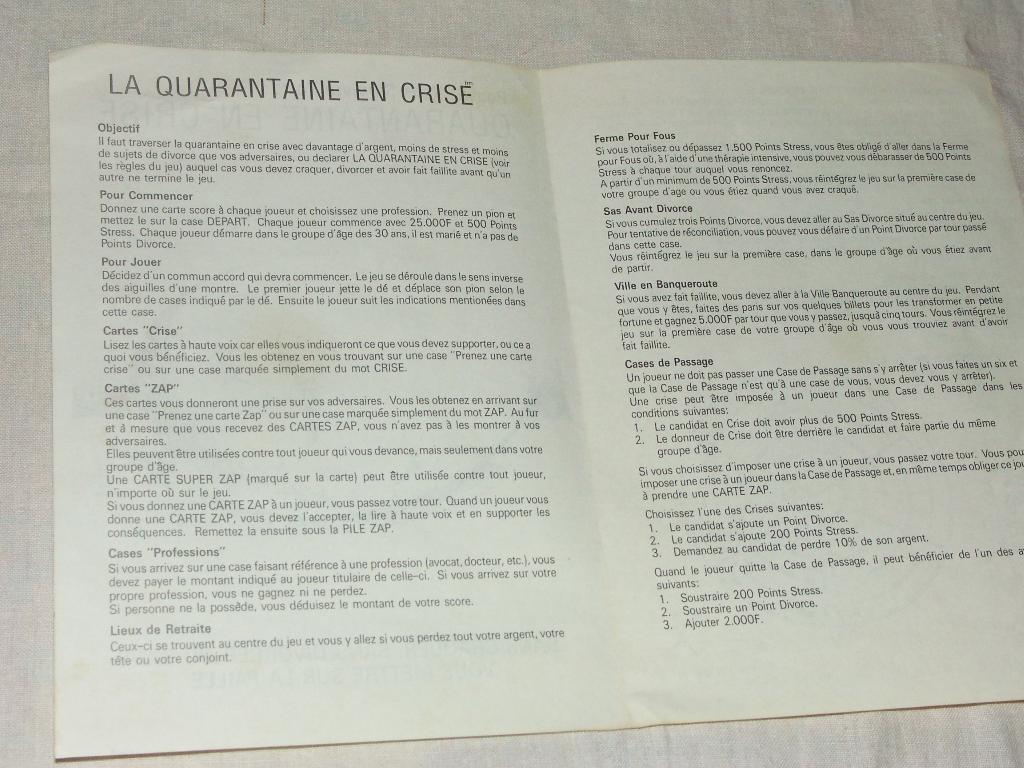 LA QUARANTAINE EN CRISE
Objectif
Il faut traverser la quarantaine en crise avec davantage d'argent, moins de stress et moins
de sujets de divorce que vos adversaires, ou declarer LA QUARANTAINE EN CRISE (voir
les règles du jeu) auquel cas vous devez craquer, divorcer et avoir fait faillite avant qu'un
autre ne termine le jeu.
Pour Commencer
Donnez une carte score à chaque joueur et choisissez une profession. Prenez un pion et
mettez le sur la case DEPART. Chaque joueur commence avec 25.000F et 500 Points
Stress. Chaque joueur démarre dans le groupe d'âge des 30 ans, il est marié et n'a pas de
Points Divorce.
Pour Jouer
Décidez d'un commun accord qui devra commencer. Le jeu se déroule dans le sens inverse
des aiguilles d'une montre. Le premier joueur jette le dé et déplace son pion selon le
nombre de cases indiqué par le dé. Ensuite le joueur suit les indications mentionées dans
cette case.
Cartes "Crise"
Lisez les cartes à haute voix car elles vous indiqueront ce que vous devez supporter, ou ce a
quoi vous bénéficiez. Vous les obtenez en vous trouvant sur une case "Prenez une carte
crise" ou sur une case marquée simplement du mot CRISE.
Cartes "ZAP"
Ces cartes vous donneront une prise sur vos adversaires. Vous les obtenez en arrivant sur
une case "Prenez une carte Zap" ou sur une case marquée simplement du mot ZAP. Au fur
et à mesure que vous recevez des CARTES ZAP, vous n'avez pas à les montrer à vos
adversaires.
Elles peuvent être utilisées contre tout joueur qui vous devance, mais seulement dans votre
groupe d'âge.
Une CARTE SUPER ZAP (marqué sur la carte) peut être utilisée contre tout joueur,
n'importe où sur le jeu.
Si vous donnez une CARTE ZAP à un joueur, vous passez votre tour. Quand un joueur vous
donne une CARTE ZAP, vous devez l'accepter, la lire à haute voix et en supporter les
conséquences. Remettez la ensuite sous la PILE ZAP.
Cases "Professions"
Si vous arrivez sur une case faisant référence à une profession (avocat, docteur, etc.), vous
devez payer le montant indiqué au joueur titulaire de celle-ci. Si vous arrivez sur votre
propre profession, vous ne gagnez ni ne perdez.
Si personne ne la possède, vous déduisez le montant de votre score.
Lieux de Retraite
Ceux-ci se trouvent au centre du jeu et vous y allez si vous perdez tout votre argent, votre
tête ou votre conjoint.
Ferme Pour Fous
Si vous totalisez ou dépassez 1.500 Points Stress, vous êtes obligé d'aller dans la Ferme
pour Fous où, à l'aide d'une thérapie intensive, vous pouvez vous débarasser de 500 Points
Stress à chaque tour auquel vous renoncez.
A partir d'un minimum de 500 Points Stress, vous réintégrez le jeu sur la première case de
votre groupe d'age ou vous étiez quand vous avez craqué.
Sas Avant Divorce
Si vous cumulez trois Points Divorce, vous devez aller au Sas Divorce situé au centre du jeu.
Pour tentative de réconciliation, vous pouvez vous défaire d'un Point Divorce par tour passé
dans cette case.
Vous réintégrez le jeu sur la première case, dans le groupe d'âge où vous étiez avant
de partir.
Ville en Banqueroute
Si vous avez fait faillite, vous devez aller à la Ville Banqueroute au centre du jeu. Pendant
que vous y êtes, faites des paris sur vos quelques billets pour les transformer en petite
fortune et gagnez 5.000F par tour que vous y passez, jusqu'à cinq tours. Vous réintégrez le
jeu sur la première case de votre groupe d'âge où vous vous trouviez avant d'avoir
fait faillite.
Cases de Passage
Un joueur ne doit pas passer une Case de Passage sans s'y arrêter (si vous faites un six et
que la Case de Passage n'est qu'à une case de vous, vous devez vous y arrêter).
Une crise peut être imposée à un joueur dans une Case de Passage dans les
conditions suivantes:
1. Le candidat en Crise doit avoir plus de 500 Points Stress.
2. Le donneur de Crise doit être derrière le candidat et faire partie du même
groupe d'âge.
Si vous choisissez d'imposer une crise à un joueur, vous passez votre tour. Vous pou
imposer une crise à un joueur dans la Case de Passage et, en même temps obliger ce jou
à prendre une CARTE ZAP.
Choisissez l'une des Crises suivantes:
1. Le candidat s'ajoute un Point Divorce.
2. Le candidat s'ajoute 200 Points Stress.
3. Demandez au candidat de perdre 10% de son argent.
Quand le joueur quitte la Case de Passage, il peut bénéficier de l'un des a
suivants:
1. Soustraire 200 Points Stress.
2. Soustraire un Point Divorce.
3. Ajouter 2.000F.